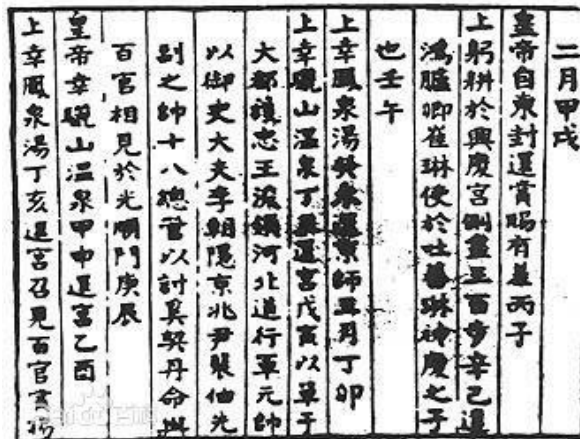 二月甲戌
皇帝自東封還賞賜有差丙子
上躬耕於興慶宮側盡三百步辛巳遣
鴻臚卿崔琳使於吐蕃琳神慶之子
也壬午
上幸鳳泉湯癸未還京師五月丁卯
上幸驪山溫泉丁丑還宮戊寅以單于
大都護忠王浚領河北道行軍元帥
以御史大夫李朝隱京兆尹裴伷先
副之帥十八總管以討奚契丹命與
百官相見於光順門庚辰
皇帝幸驪山溫泉甲申還宮乙酉
上幸鳳泉湯丁亥還宮召見百官